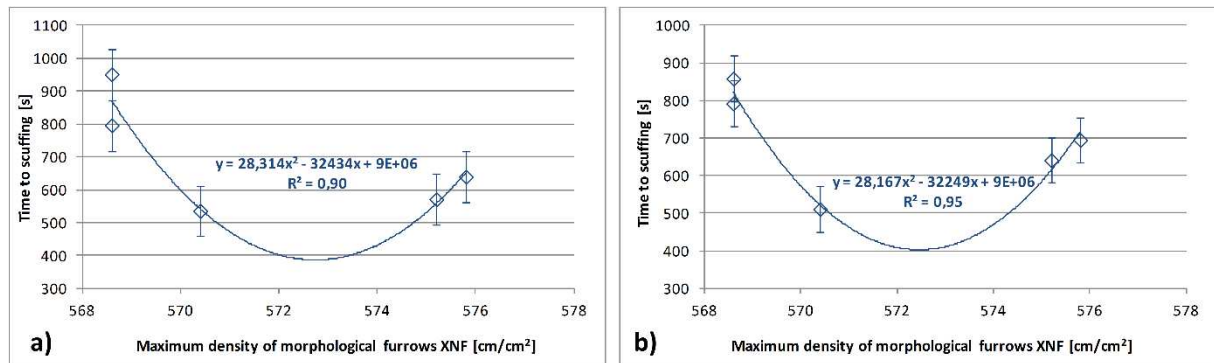 1100
1000
900
800
700
600
500
400
300
Time to scuffing [s]
y = 28,314x² - 32434x + 9E+06
R² = 0,90
568 570 572 574 576 578
a) Maximum density of morphological furrows XNF [cm/cm²]
1000
900
800
700
600
500
400
300
Time to scuffing [s]
y = 28,167x² - 32249x + 9E+06
R² = 0,95
568 570 572 574 576 578
b) Maximum density of morphological furrows XNF [cm/cm²]